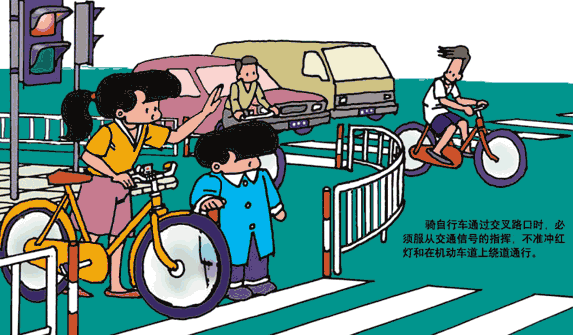 骑自行车通过交叉路口时，必
须服从交通信号的指挥，不准冲红
灯和在机动车道上绕道通行。